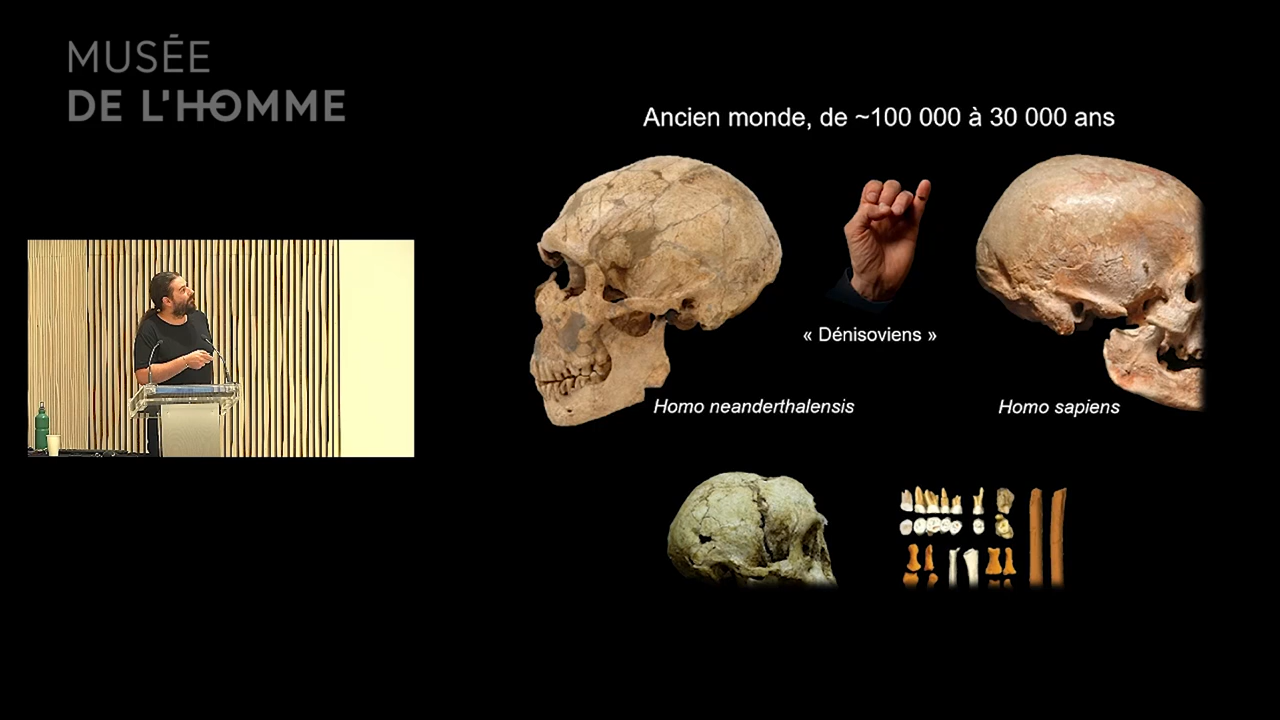 MUSÉE
DE L'HOMME
Ancien monde, de ~100 000 à 30 000 ans
« Dénisoviens »
Homo neanderthalensis
Homo sapiens